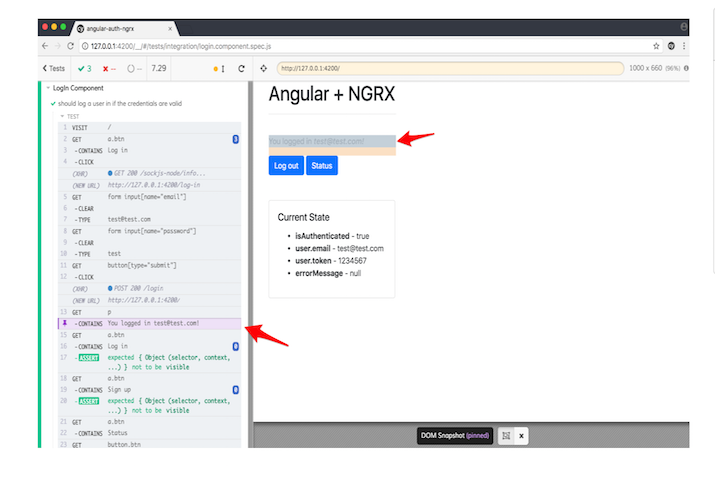 angular-auth-ngrx ×
127.0.0.1:4200/__/#/tests/integration/login.component.spec.js
< Tests ✓ 3 × -- ○ -- 7.29
http://127.0.0.1:4200/ 1000 x 660 (96%)
LogIn Component
✓ should log a user in if the credentials are valid
TEST
1 VISIT /
2 GET a.btn 3
3 -CONTAINS Log in
4 -CLICK
(XHR) GET 200 /sockjs-node/info...
(NEW URL) http://127.0.0.1:4200/log-in
5 GET form input[name="email"]
6 -CLEAR
7 -TYPE test@test.com
8 GET form input[name="password"]
9 -CLEAR
10 -TYPE test
11 GET button[type="submit"]
12 -CLICK
(XHR) POST 200 /login
(NEW URL) http://127.0.0.1:4200/
13 GET p
-CONTAINS You logged in test@test.com!
15 GET a.btn
16 -CONTAINS Log in 0
17 -ASSERT expected { Object (selector, context,
...) } not to be visible
18 GET a.btn
19 -CONTAINS Sign up 0
20 -ASSERT expected { Object (selector, context,
...) } not to be visible
21 GET a.btn
22 -CONTAINS Status
23 GET button.btn
Angular + NGRX
You logged in test@test.com!
Log out Status
Current State
• isAuthenticated - true
• user.email - test@test.com
• user.token - 1234567
• errorMessage - null
DOM Snapshot (pinned) x